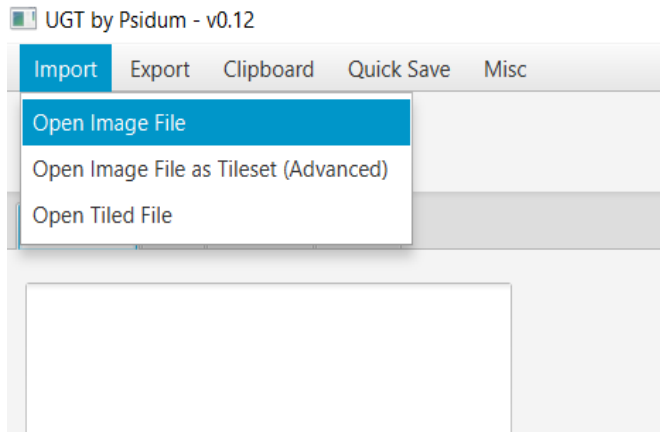 UGT by Psidum - v0.12
Import Export Clipboard Quick Save Misc
Open Image File
Open Image File as Tileset (Advanced)
Open Tiled File